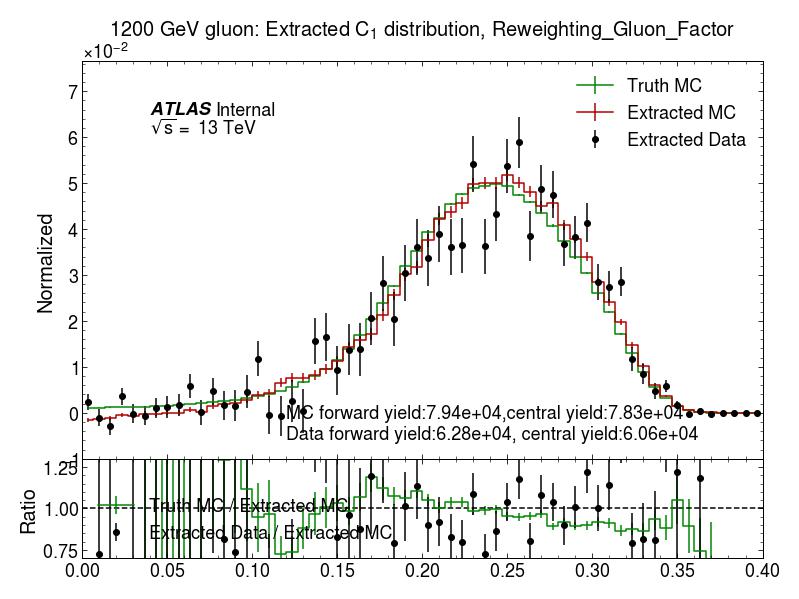 1200 GeV gluon: Extracted C₁ distribution, Reweighting_Gluon_Factor
×10⁻²
ATLAS Internal
√s = 13 TeV
Truth MC
Extracted MC
Extracted Data
Normalized
7
6
5
4
3
2
1
0
MC forward yield:7.94e+04,central yield:7.83e+04
Data forward yield:6.28e+04, central yield:6.06e+04
Ratio
1.25
1.00
0.75
Truth MC / Extracted MC
Extracted Data / Extracted MC
0.00 0.05 0.10 0.15 0.20 0.25 0.30 0.35 0.40